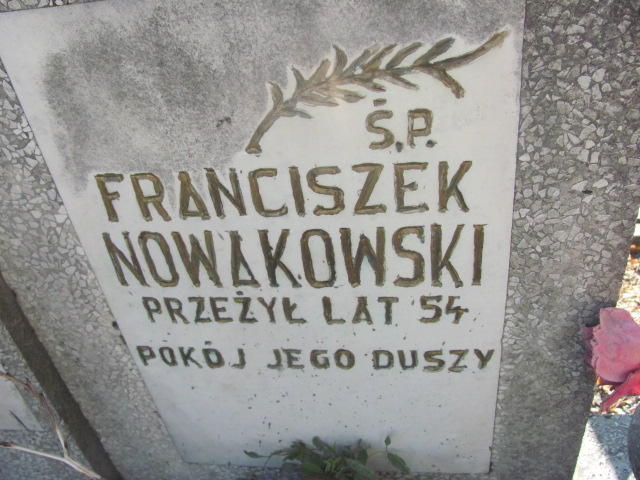 Ś.P.
FRANCISZEK
NOWAKOWSKI
PRZEŻYŁ LAT 54
POKÓJ JEGO DUSZY